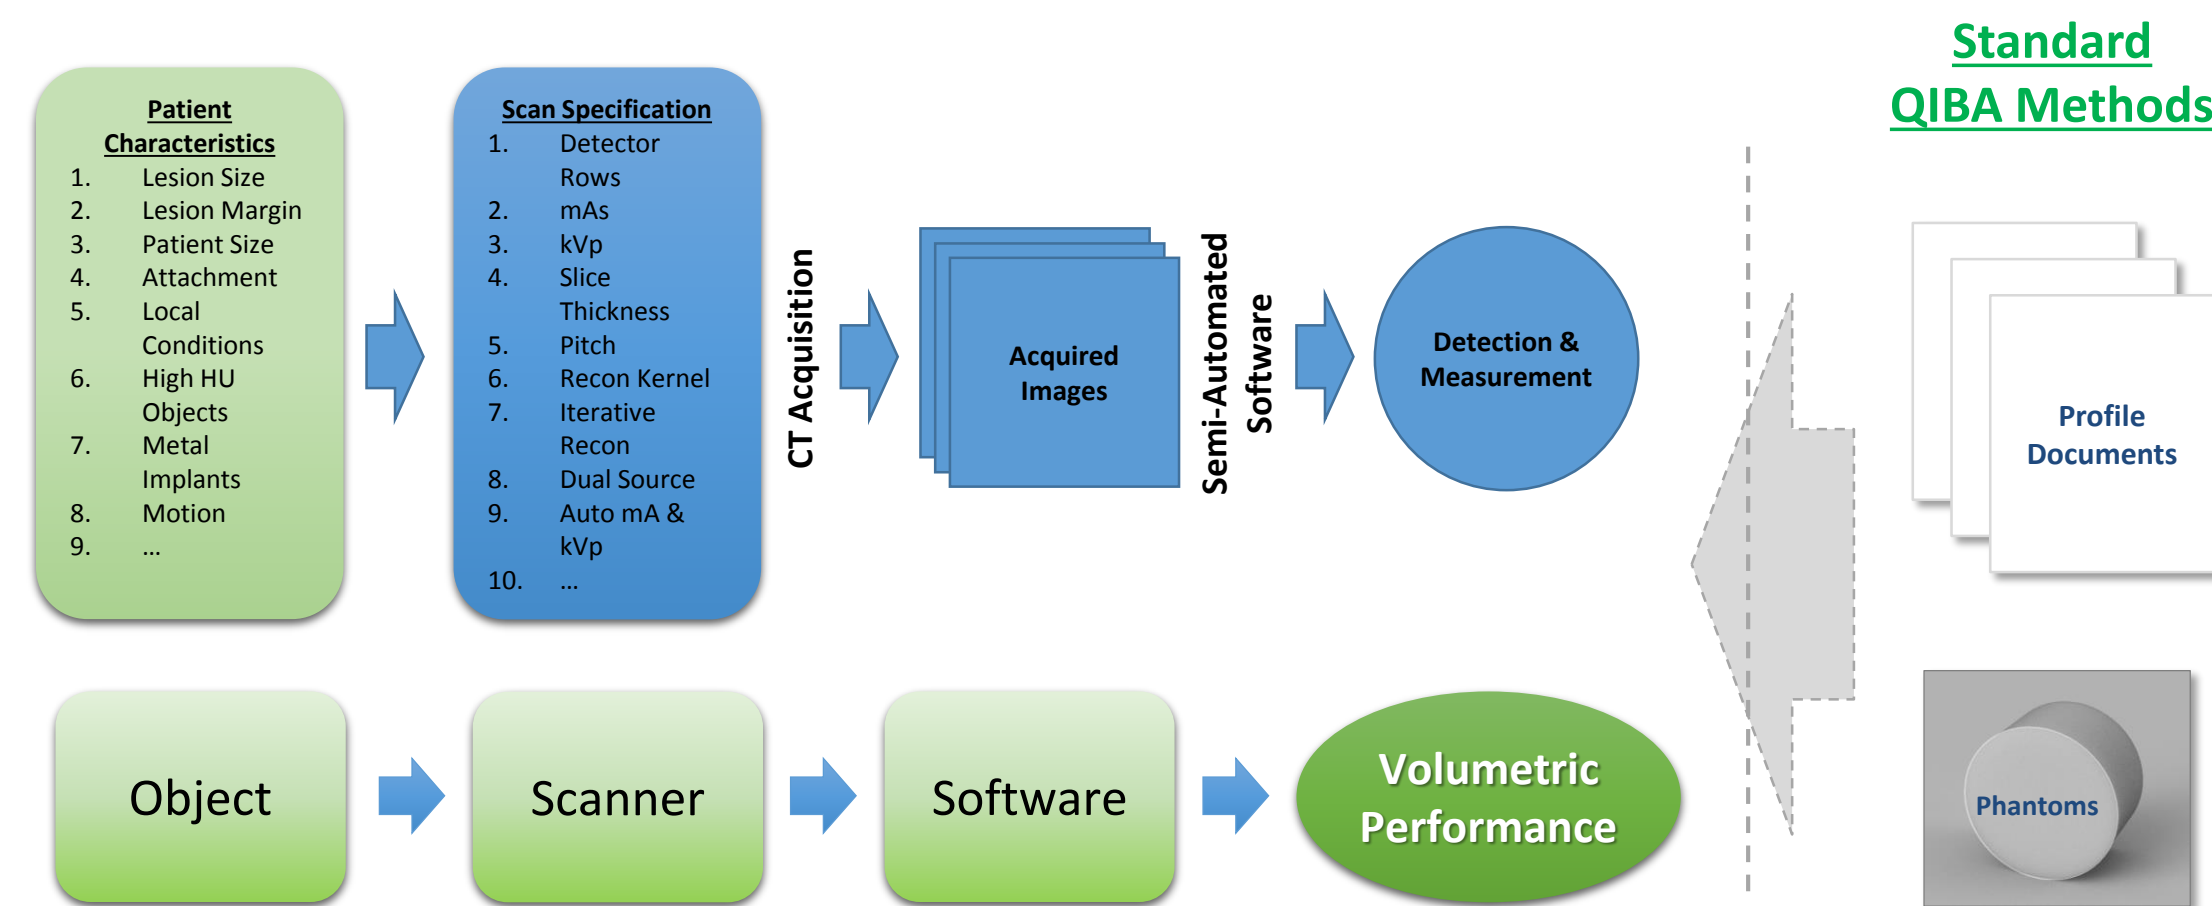 Standard
QIBA Methods
Patient
Characteristics
1. Lesion Size
2. Lesion Margin
3. Patient Size
4. Attachment
5. Local
Conditions
6. High HU
Objects
7. Metal
Implants
8. Motion
9. ...
Scan Specification
1. Detector
Rows
2. mAs
3. kVp
4. Slice
Thickness
5. Pitch
6. Recon Kernel
7. Iterative
Recon
8. Dual Source
9. Auto mA &
kVp
10. ...
CT Acquisition
Acquired
Images
Semi-Automated
Software
Detection &
Measurement
Profile
Documents
Object
Scanner
Software
Volumetric
Performance
Phantoms